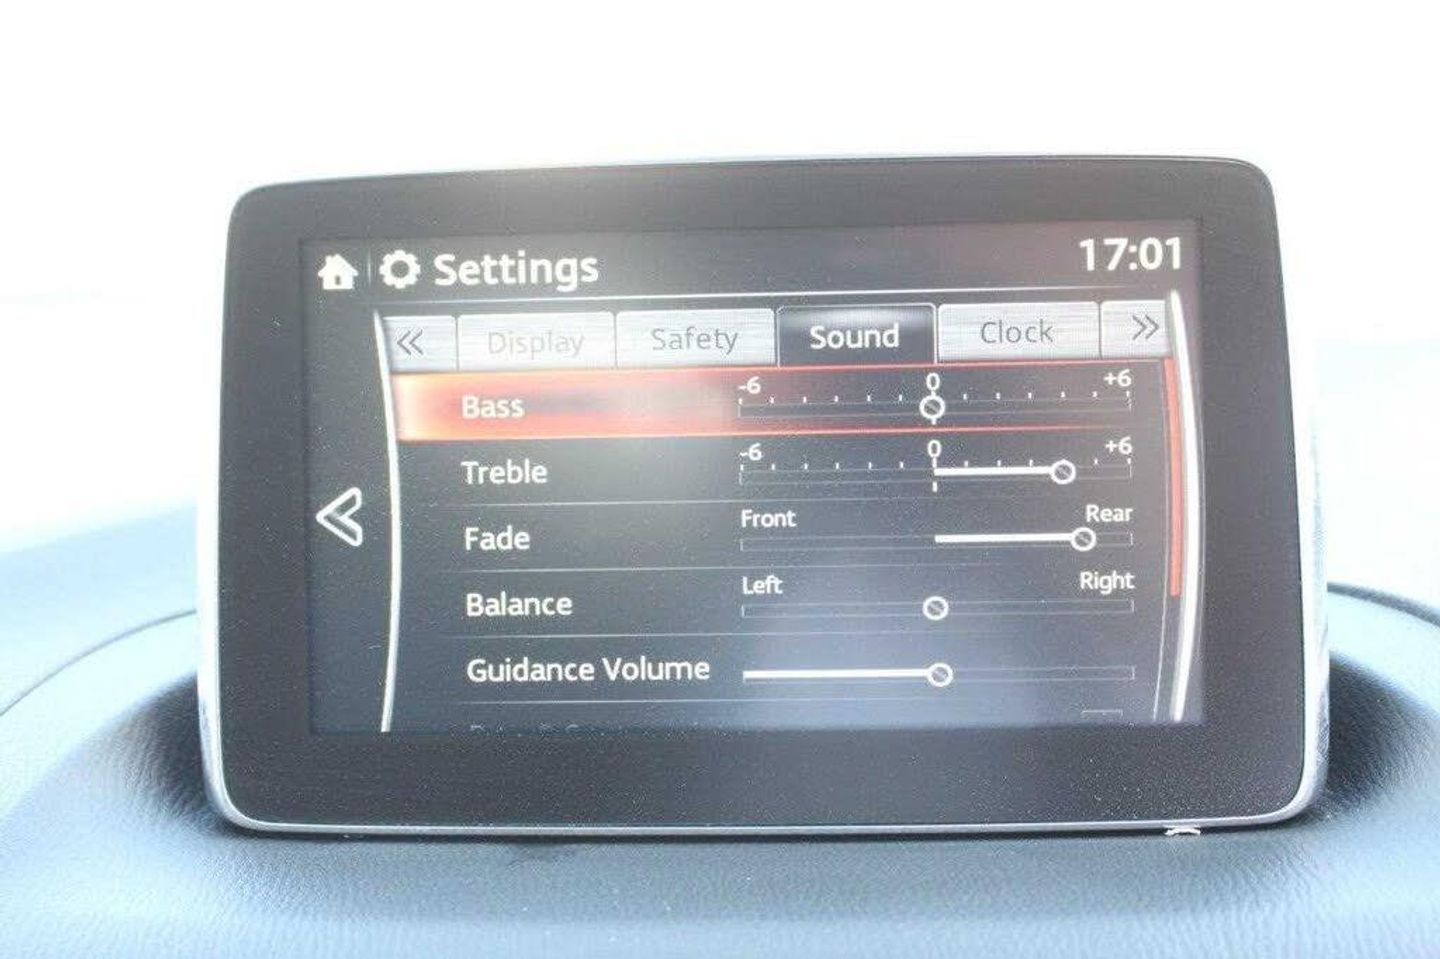 Settings 17:01
« Display Safety Sound Clock »
Bass -6 0 +6
Treble -6 0 +6
Fade Front Rear
Balance Left Right
Guidance Volume